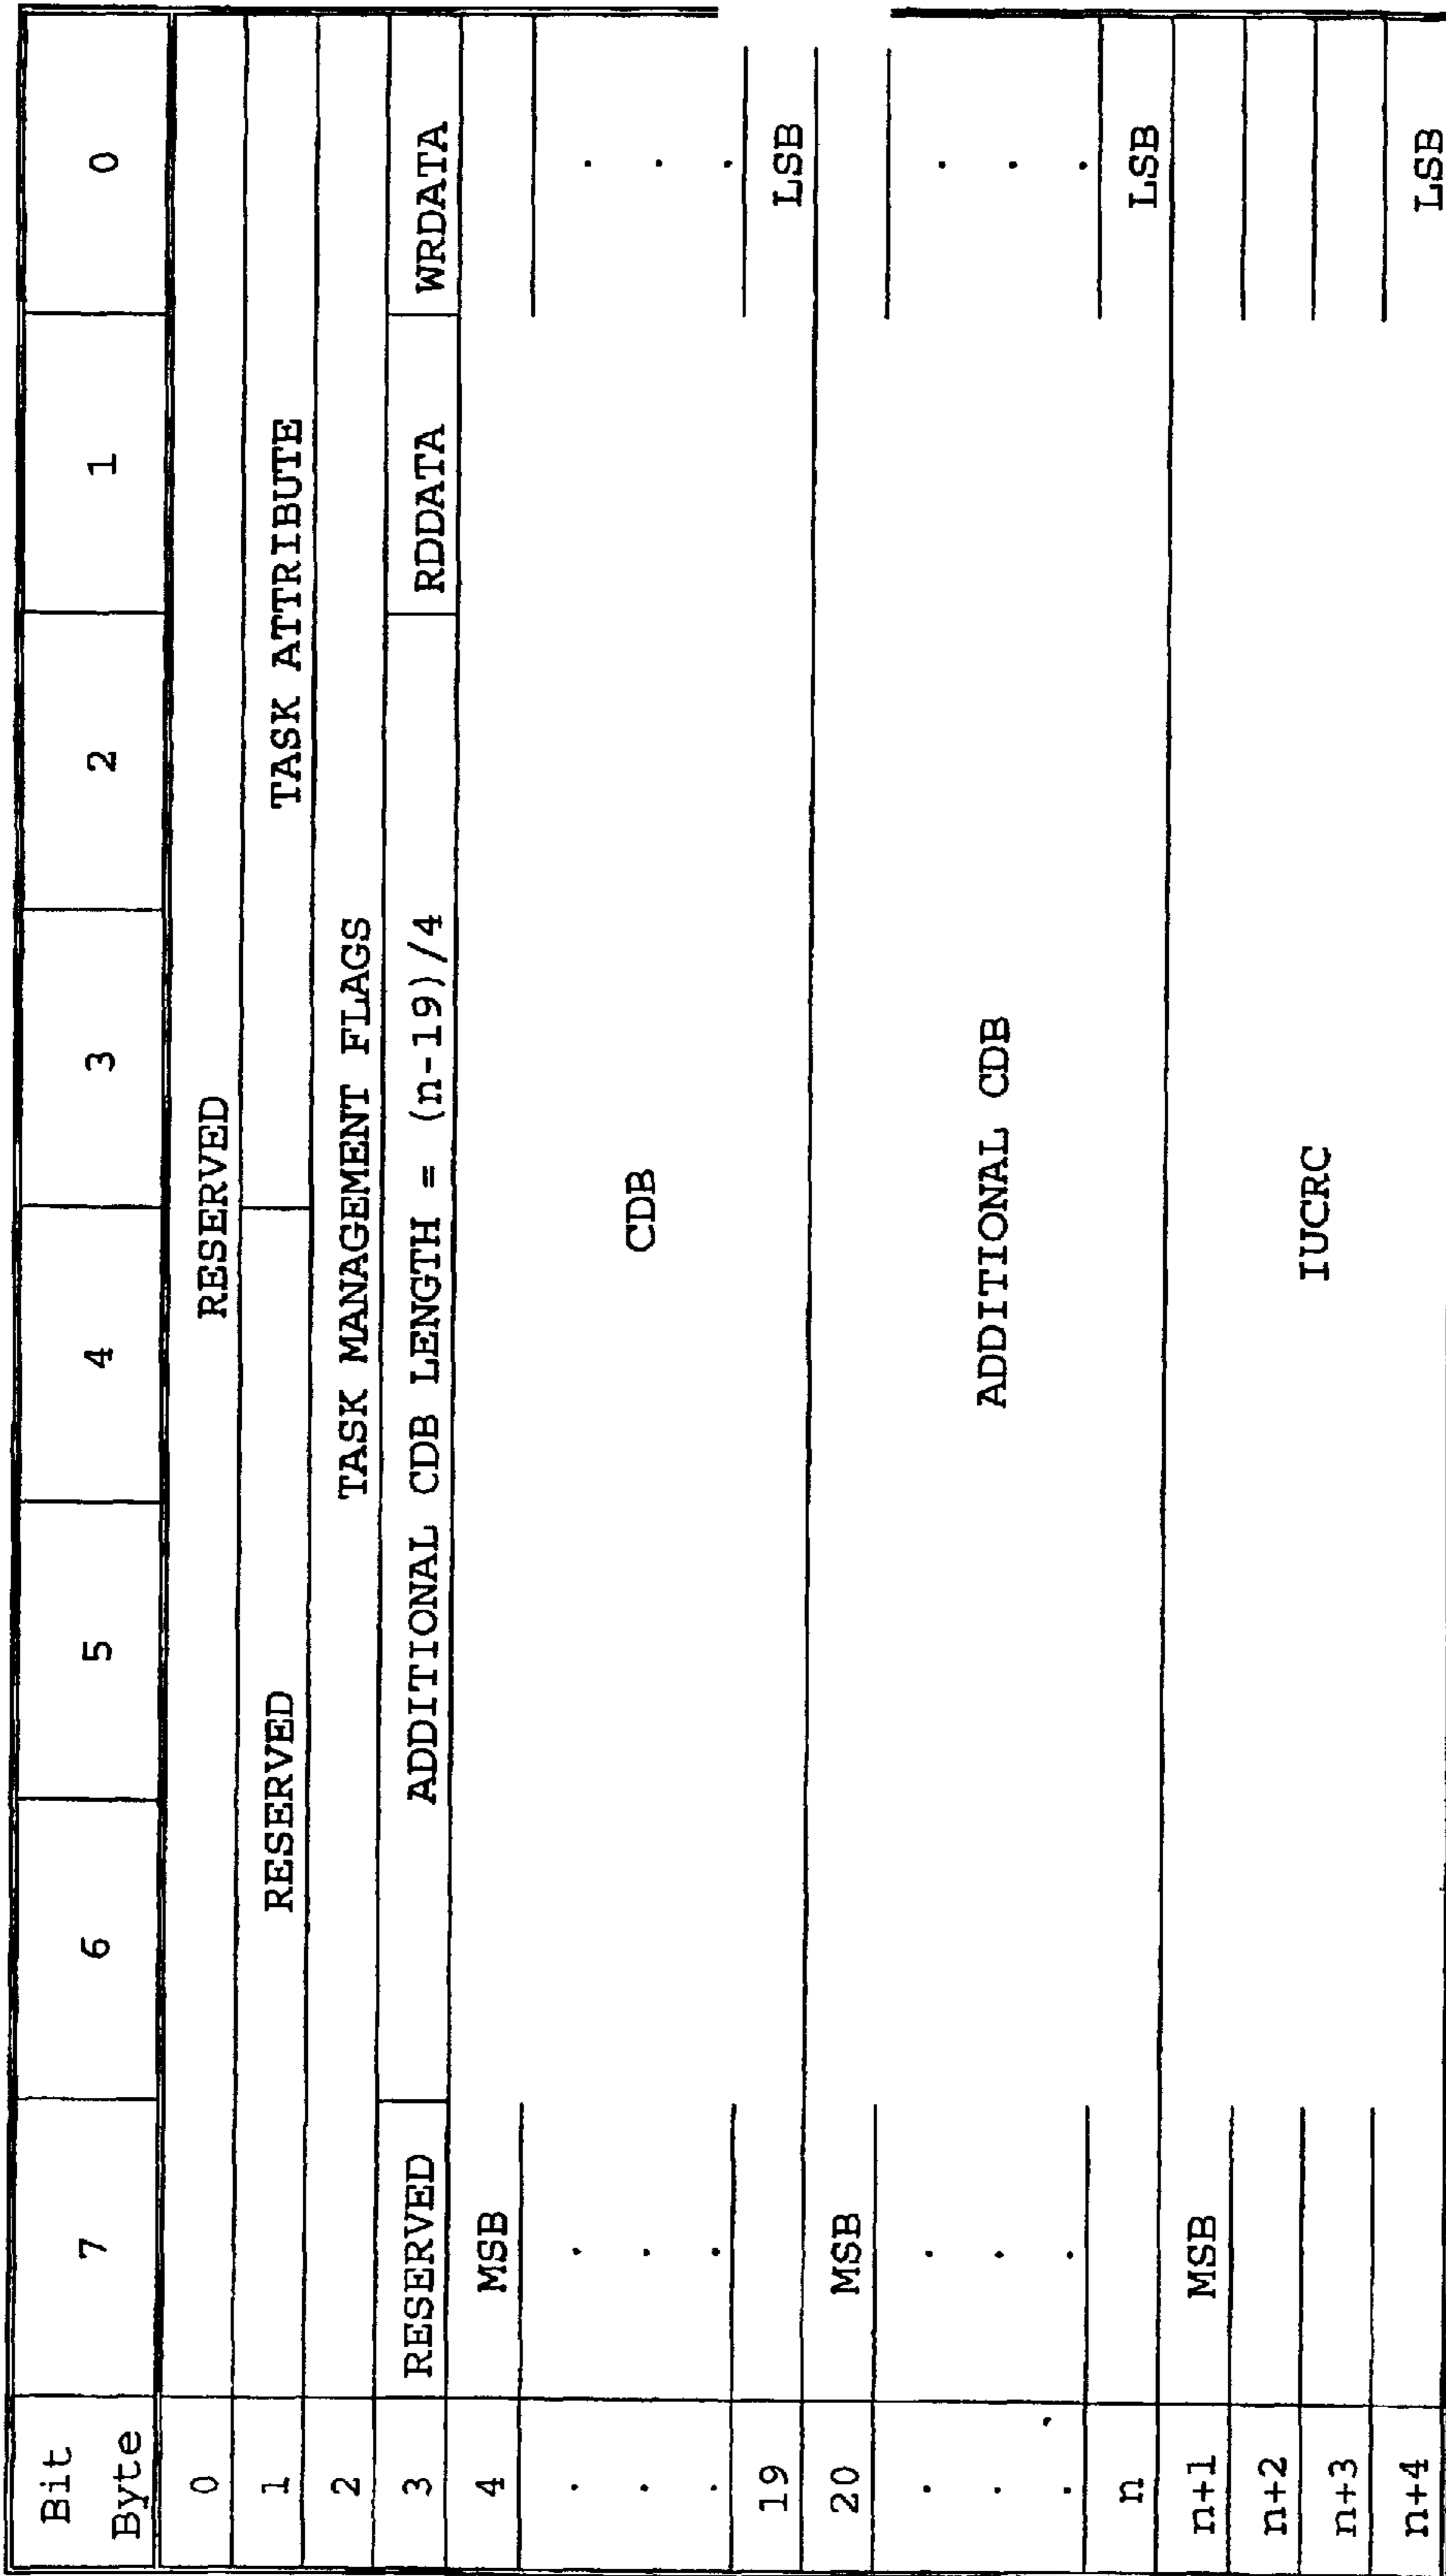 Bit 7 6 5 4 3 2 1 0
Byte
0 RESERVED
1 RESERVED TASK ATTRIBUTE
2 TASK MANAGEMENT FLAGS
3 RESERVED ADDITIONAL CDB LENGTH = (n-19)/4 RDDATA WRDATA
4 MSB
. . .
. CDB . .
. . .
19 LSB
20 MSB
. . .
. ADDITIONAL CDB . .
. . .
n LSB
n+1 MSB
n+2
n+3 IUCRC
n+4 LSB